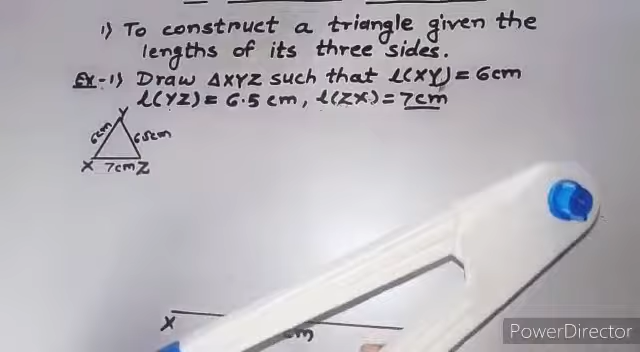 1) To construct a triangle given the
lengths of its three sides.
Ex-1) Draw ΔXYZ such that l(XY)= 6cm
l(YZ)= 6.5 cm, l(ZX)= 7cm
Y
6cm 6.5cm
X 7cm Z
X cm
PowerDirector